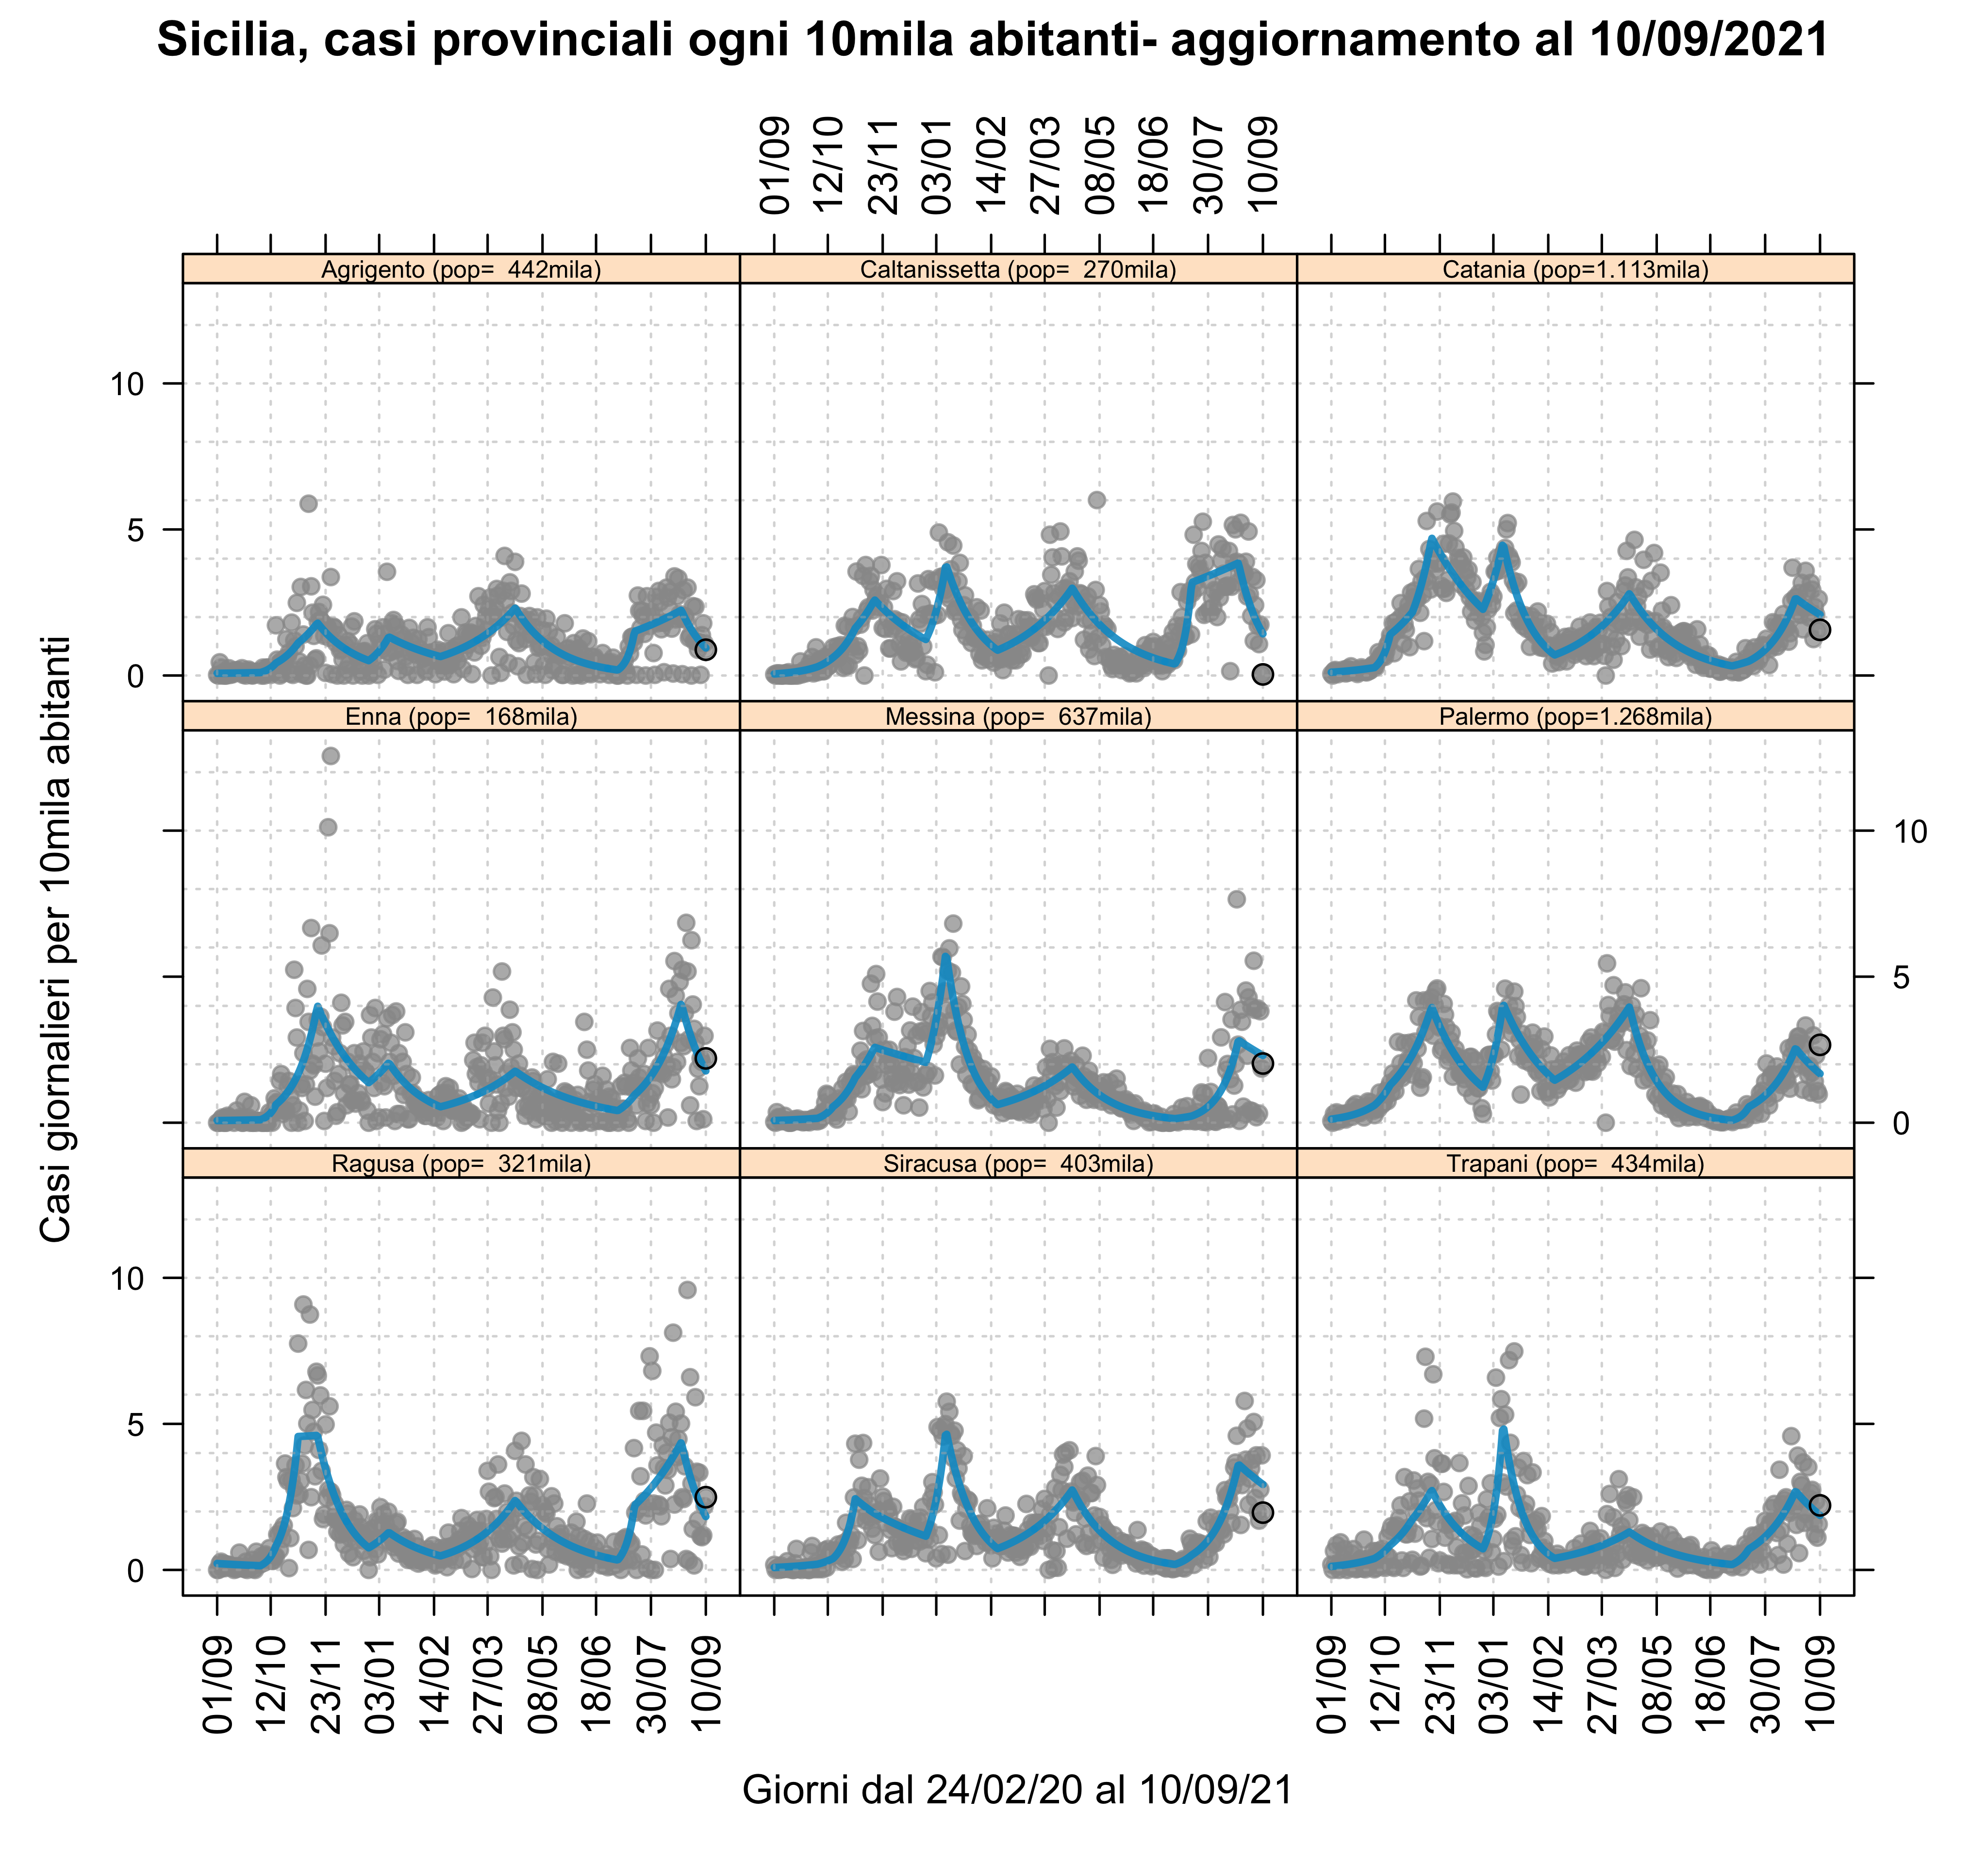 Sicilia, casi provinciali ogni 10mila abitanti- aggiornamento al 10/09/2021
01/09 12/10 23/11 03/01 14/02 27/03 08/05 18/06 30/07 10/09
Agrigento (pop= 442mila)
Caltanissetta (pop= 270mila)
Catania (pop=1.113mila)
10
5
0
Enna (pop= 168mila)
Messina (pop= 637mila)
Palermo (pop=1.268mila)
10
5
0
Ragusa (pop= 321mila)
Siracusa (pop= 403mila)
Trapani (pop= 434mila)
10
5
0
Casi giornalieri per 10mila abitanti
01/09 12/10 23/11 03/01 14/02 27/03 08/05 18/06 30/07 10/09
01/09 12/10 23/11 03/01 14/02 27/03 08/05 18/06 30/07 10/09
Giorni dal 24/02/20 al 10/09/21